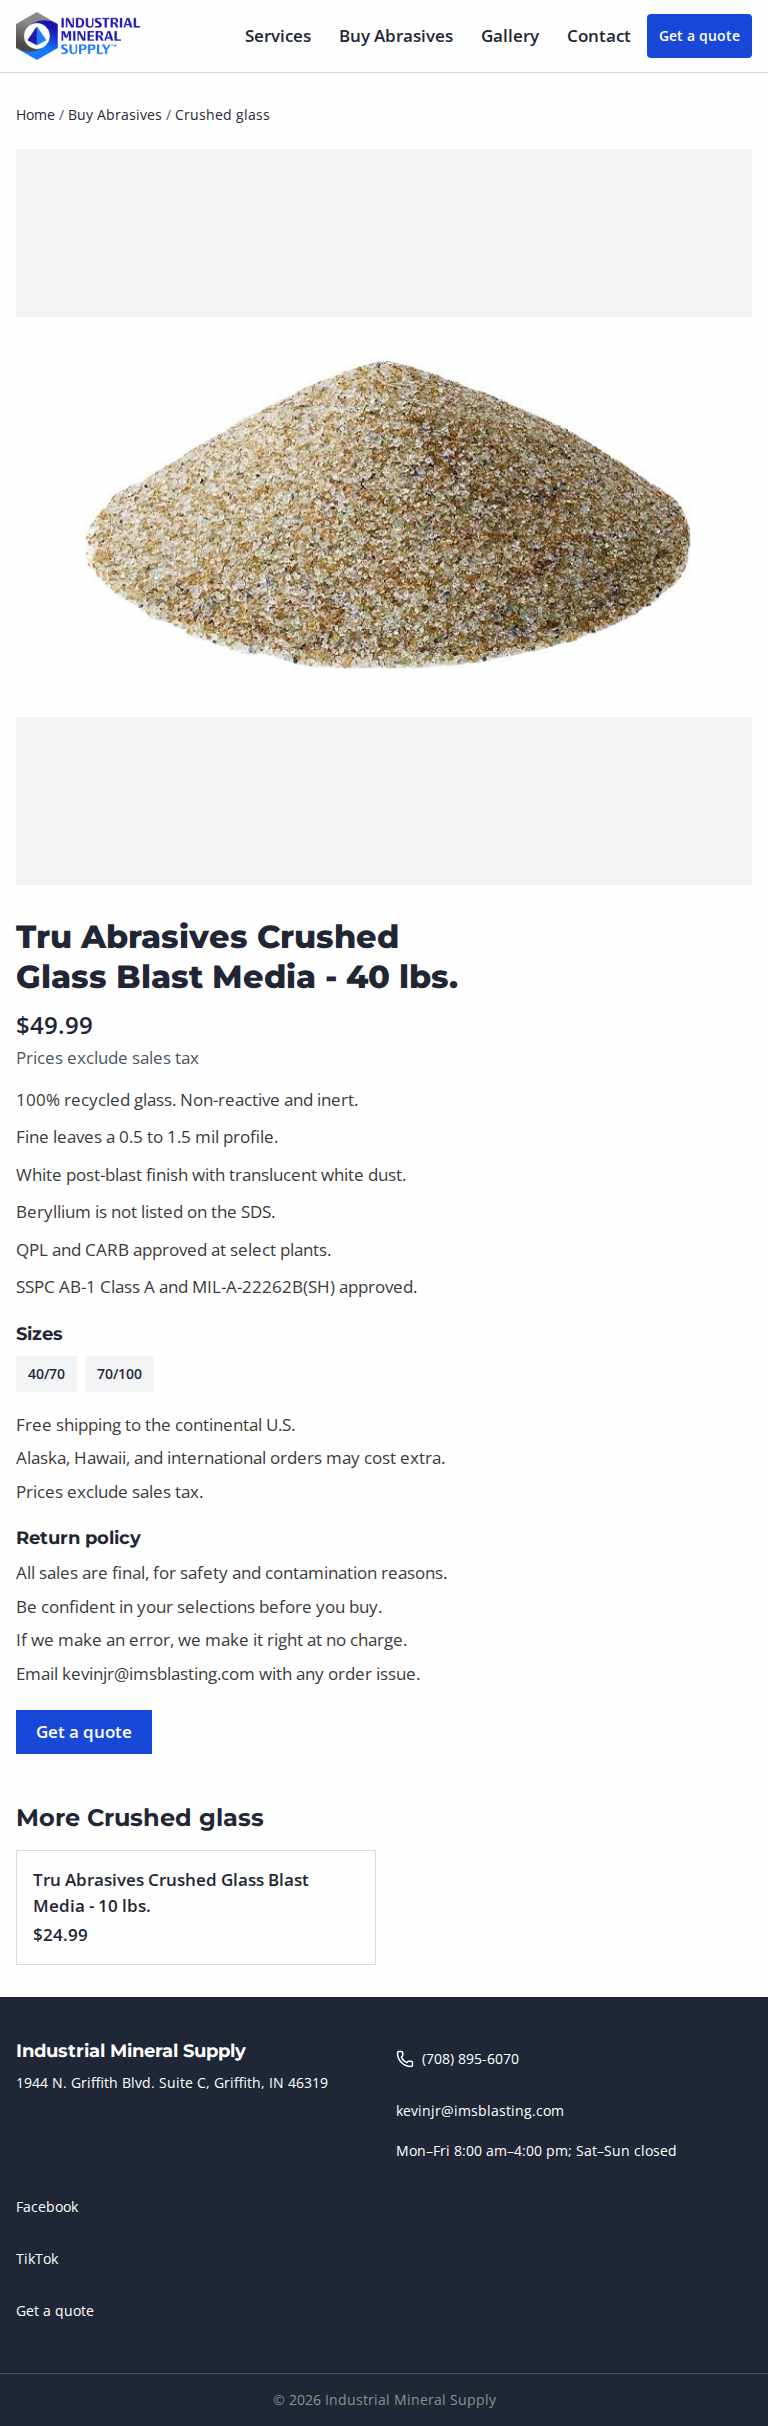 INDUSTRIAL
MINERAL
SUPPLY™
Services
Buy Abrasives
Gallery
Contact
Get a quote
Home / Buy Abrasives / Crushed glass
Tru Abrasives Crushed
Glass Blast Media - 40 lbs.
$49.99
Prices exclude sales tax
100% recycled glass. Non-reactive and inert.
Fine leaves a 0.5 to 1.5 mil profile.
White post-blast finish with translucent white dust.
Beryllium is not listed on the SDS.
QPL and CARB approved at select plants.
SSPC AB-1 Class A and MIL-A-22262B(SH) approved.
Sizes
40/70
70/100
Free shipping to the continental U.S.
Alaska, Hawaii, and international orders may cost extra.
Prices exclude sales tax.
Return policy
All sales are final, for safety and contamination reasons.
Be confident in your selections before you buy.
If we make an error, we make it right at no charge.
Email kevinjr@imsblasting.com with any order issue.
Get a quote
More Crushed glass
Tru Abrasives Crushed Glass Blast
Media - 10 lbs.
$24.99
Industrial Mineral Supply
1944 N. Griffith Blvd. Suite C, Griffith, IN 46319
(708) 895-6070
kevinjr@imsblasting.com
Mon–Fri 8:00 am–4:00 pm; Sat–Sun closed
Facebook
TikTok
Get a quote
© 2026 Industrial Mineral Supply